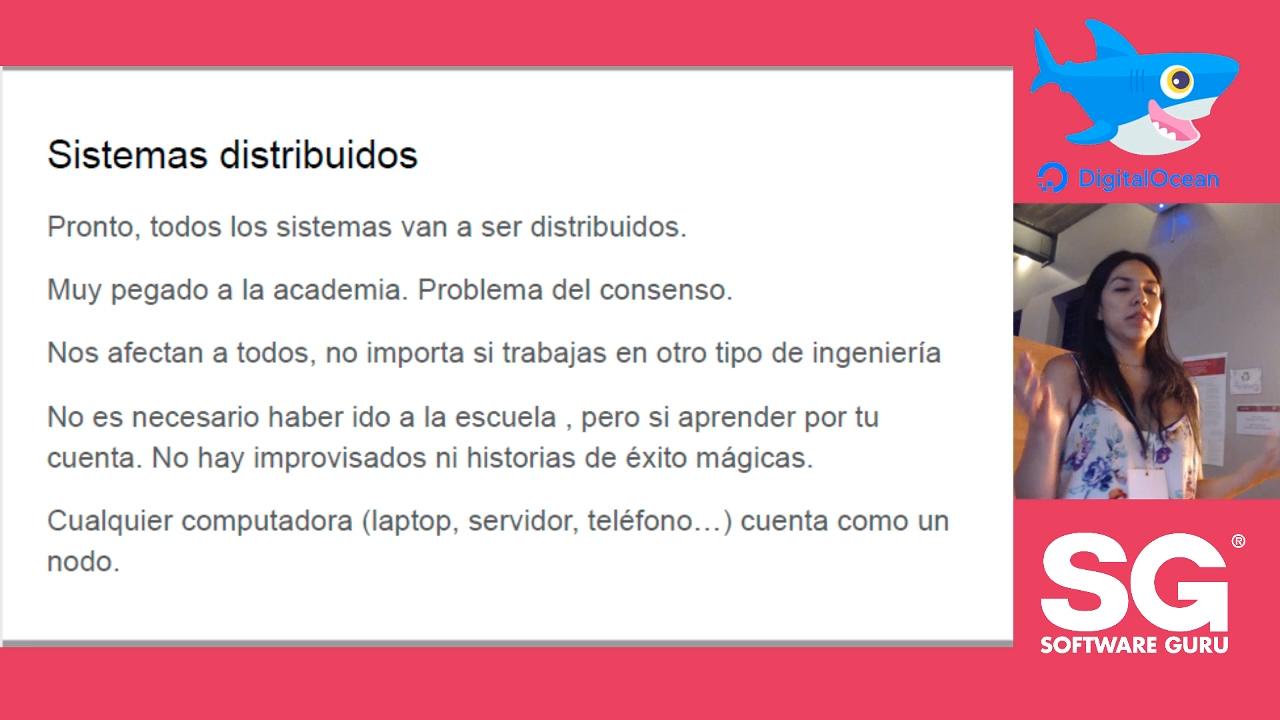 Sistemas distribuidos
Pronto, todos los sistemas van a ser distribuidos.
Muy pegado a la academia. Problema del consenso.
Nos afectan a todos, no importa si trabajas en otro tipo de ingeniería
No es necesario haber ido a la escuela , pero si aprender por tu
cuenta. No hay improvisados ni historias de éxito mágicas.
Cualquier computadora (laptop, servidor, teléfono…) cuenta como un
nodo.
DigitalOcean
SG®
SOFTWARE GURU